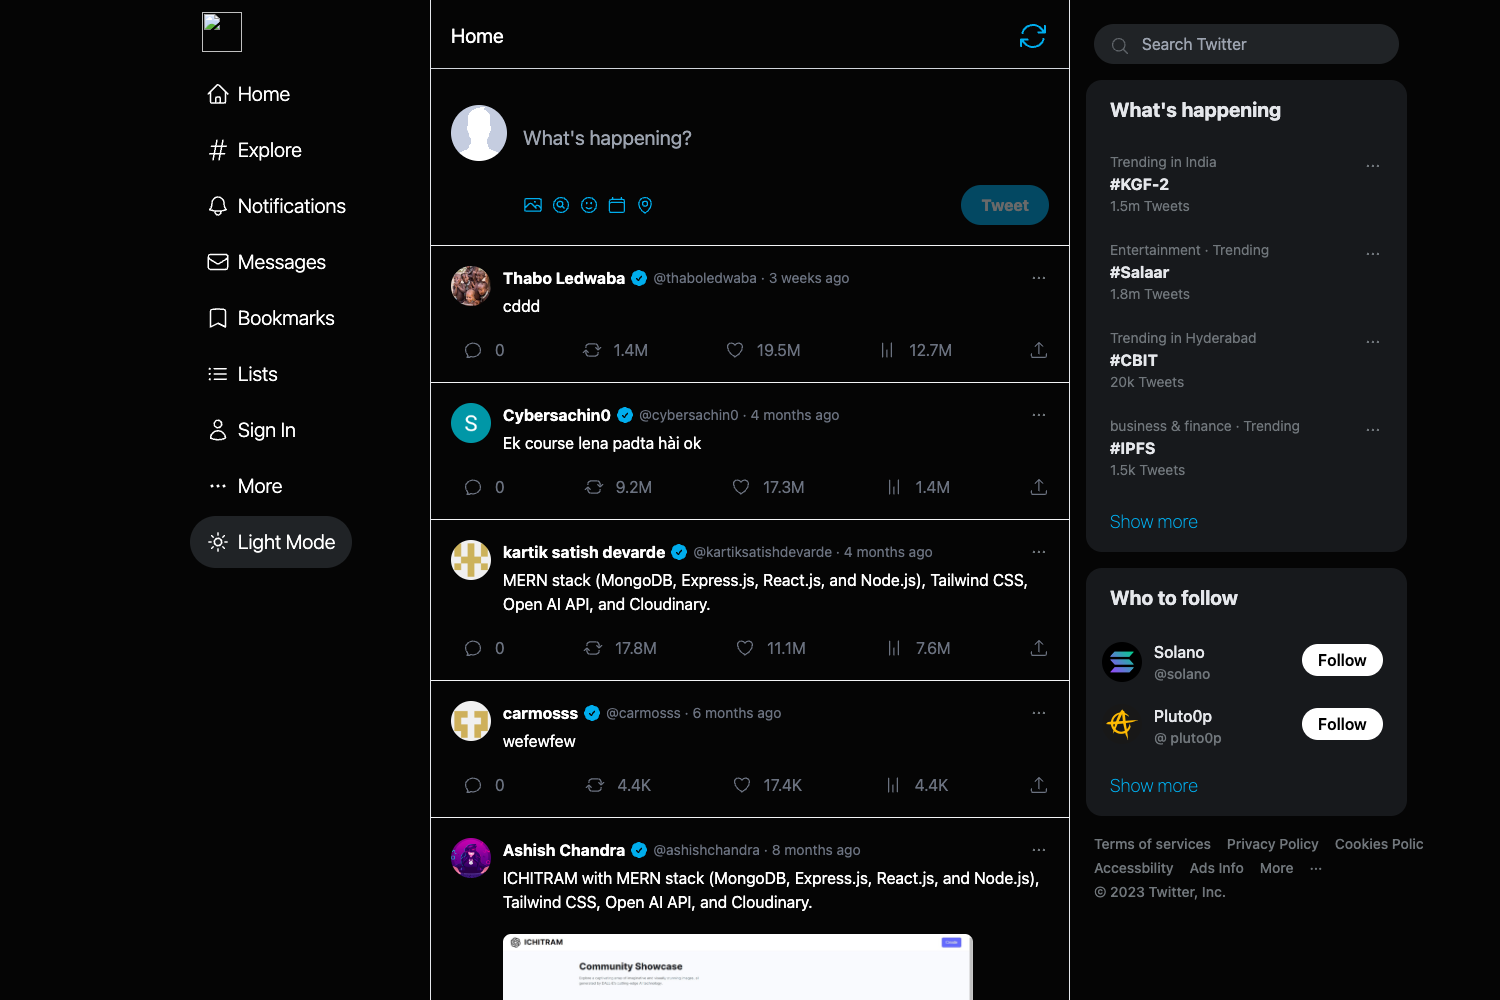 Home
Explore
Notifications
Messages
Bookmarks
Lists
Sign In
More
Light Mode
Home
What's happening?
Tweet
Thabo Ledwaba @thaboledwaba · 3 weeks ago
cddd
0 1.4M 19.5M 12.7M
S
Cybersachin0 @cybersachin0 · 4 months ago
Ek course lena padta hài ok
0 9.2M 17.3M 1.4M
kartik satish devarde @kartiksatishdevarde · 4 months ago
MERN stack (MongoDB, Express.js, React.js, and Node.js), Tailwind CSS,
Open AI API, and Cloudinary.
0 17.8M 11.1M 7.6M
carmosss @carmosss · 6 months ago
wefewfew
0 4.4K 17.4K 4.4K
Ashish Chandra @ashishchandra · 8 months ago
ICHITRAM with MERN stack (MongoDB, Express.js, React.js, and Node.js),
Tailwind CSS, Open AI API, and Cloudinary.
ICHITRAM
Community Showcase
Search Twitter
What's happening
Trending in India
#KGF-2
1.5m Tweets
Entertainment · Trending
#Salaar
1.8m Tweets
Trending in Hyderabad
#CBIT
20k Tweets
business & finance · Trending
#IPFS
1.5k Tweets
Show more
Who to follow
Solano
@solano
Follow
Pluto0p
@ pluto0p
Follow
Show more
Terms of services Privacy Policy Cookies Polic
Accessbility Ads Info More ···
© 2023 Twitter, Inc.